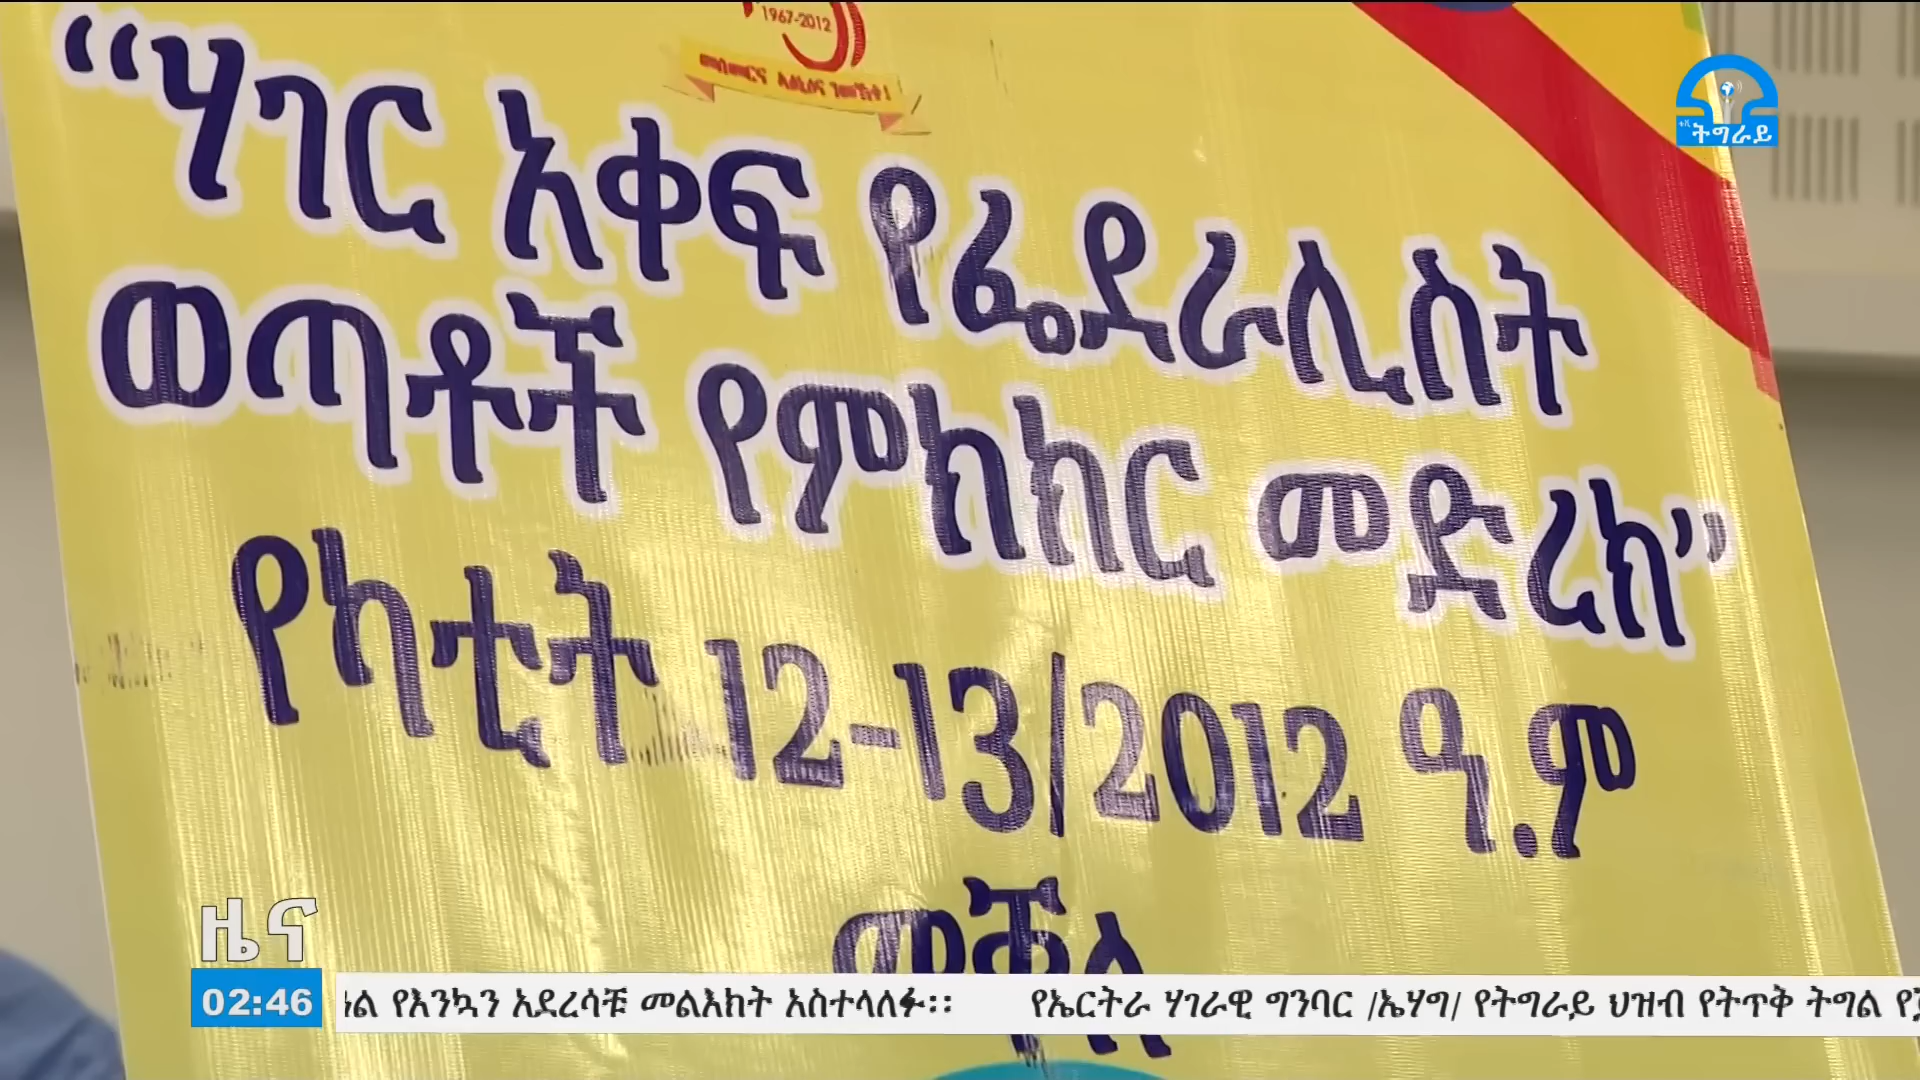 1967-2012
"ሃገር አቀፍ የፌደራሊስት
ወጣቶች የምክክር መድረክ"
የካቲት 12-13/2012 ዓ.ም
መቐለ
ትግራይ
ዜና
02:46
የእንኳን አደረሳቹ መልእክት አስተላለፉ፡፡ የኤርትራ ሃገራዊ ግንባር /ኤሃግ/ የትግራይ ህዝብ የትጥቅ ትግል